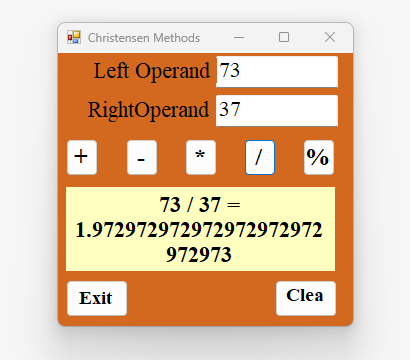 Christensen Methods
Left Operand 73
RightOperand 37
+ - * / %
73 / 37 =
1.972972972972972972972
972973
Exit Clea